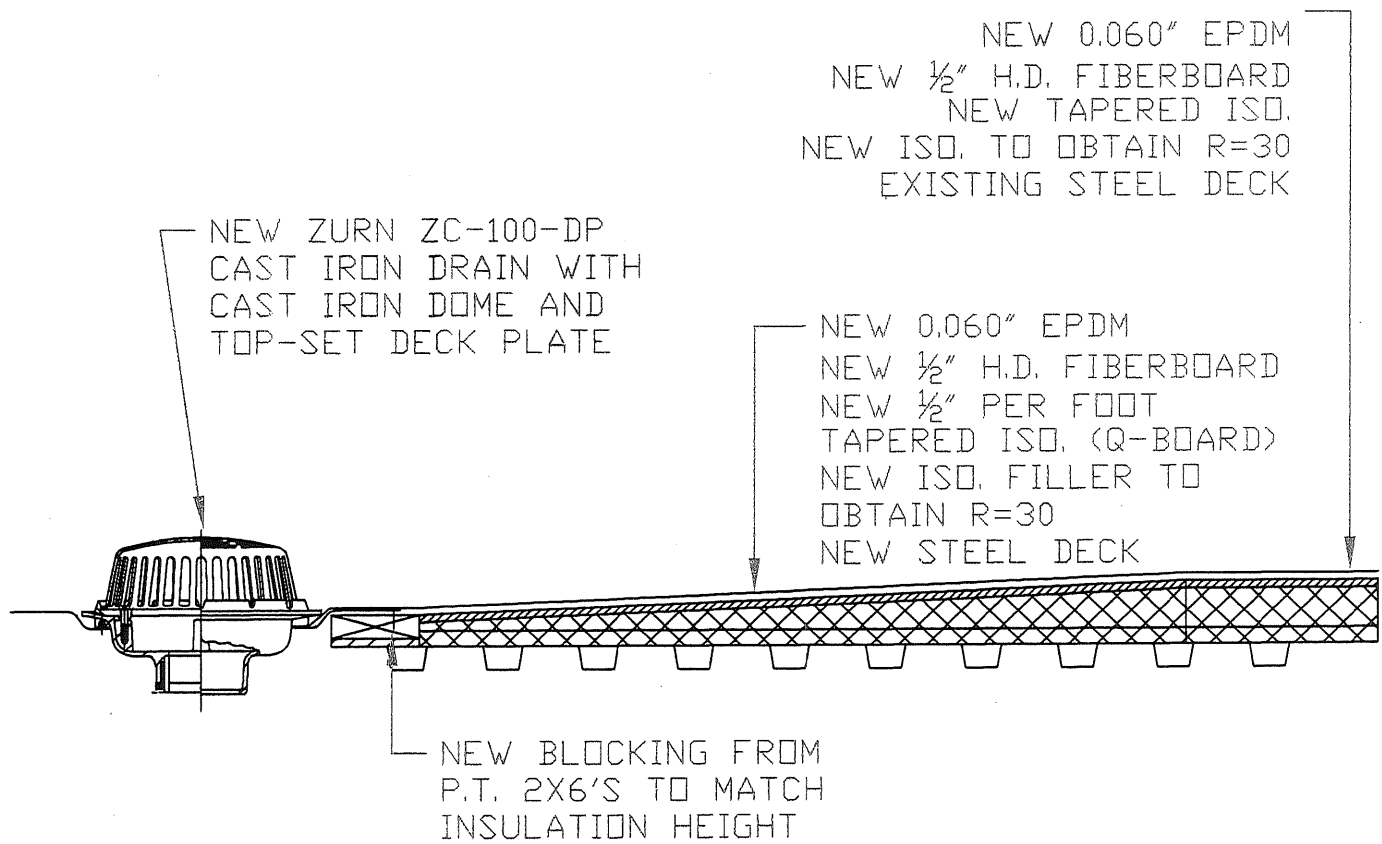 NEW 0.060" EPDM
NEW ½" H.D. FIBERBOARD
NEW TAPERED ISO.
NEW ISO. TO OBTAIN R=30
EXISTING STEEL DECK
NEW ZURN ZC-100-DP
CAST IRON DRAIN WITH
CAST IRON DOME AND
TOP-SET DECK PLATE
NEW 0.060" EPDM
NEW ½" H.D. FIBERBOARD
NEW ½" PER FOOT
TAPERED ISO. (Q-BOARD)
NEW ISO. FILLER TO
OBTAIN R=30
NEW STEEL DECK
NEW BLOCKING FROM
P.T. 2X6'S TO MATCH
INSULATION HEIGHT